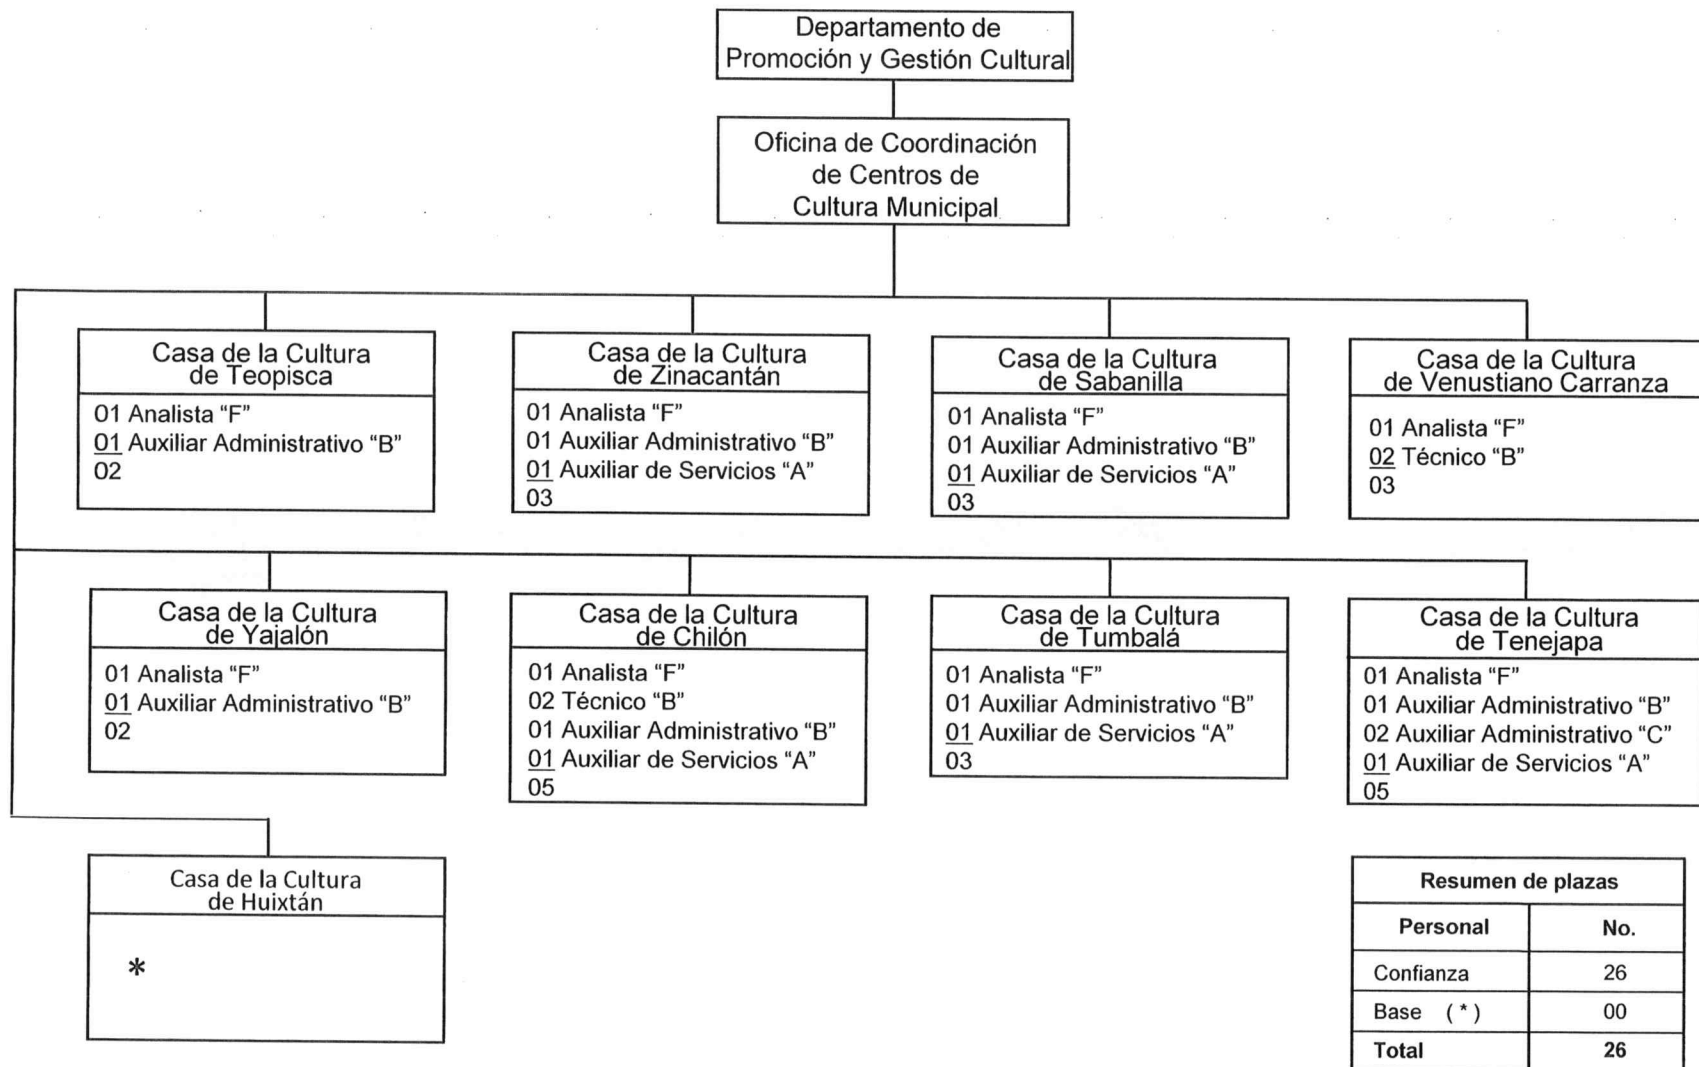 Departamento de
Promoción y Gestión Cultural
Oficina de Coordinación
de Centros de
Cultura Municipal
Casa de la Cultura
de Teopisca
01 Analista “F”
01 Auxiliar Administrativo “B”
02
Casa de la Cultura
de Zinacantán
01 Analista “F”
01 Auxiliar Administrativo “B”
01 Auxiliar de Servicios “A”
03
Casa de la Cultura
de Sabanilla
01 Analista “F”
01 Auxiliar Administrativo “B”
01 Auxiliar de Servicios “A”
03
Casa de la Cultura
de Venustiano Carranza
01 Analista “F”
02 Técnico “B”
03
Casa de la Cultura
de Yajalón
01 Analista “F”
01 Auxiliar Administrativo “B”
02
Casa de la Cultura
de Chilón
01 Analista “F”
02 Técnico “B”
01 Auxiliar Administrativo “B”
01 Auxiliar de Servicios “A”
05
Casa de la Cultura
de Tumbalá
01 Analista “F”
01 Auxiliar Administrativo “B”
01 Auxiliar de Servicios “A”
03
Casa de la Cultura
de Tenejapa
01 Analista “F”
01 Auxiliar Administrativo “B”
02 Auxiliar Administrativo “C”
01 Auxiliar de Servicios “A”
05
Casa de la Cultura
de Huixtán
*
Resumen de plazas
Personal No.
Confianza 26
Base ( * ) 00
Total 26